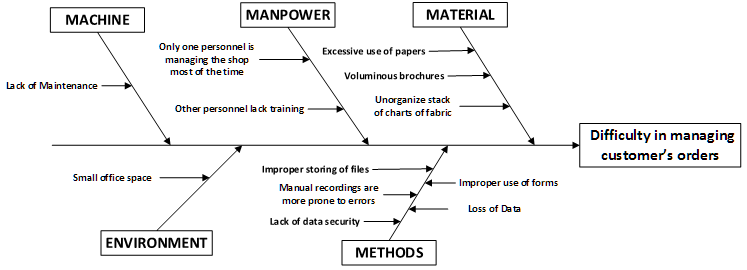 MACHINE
MANPOWER
MATERIAL
Only one personnel is
managing the shop
most of the time
Excessive use of papers
Voluminous brochures
Lack of Maintenance
Other personnel lack training
Unorganize stack
of charts of fabric
Difficulty in managing
customer's orders
Small office space
Improper storing of files
Improper use of forms
Manual recordings are
more prone to errors
Loss of Data
Lack of data security
ENVIRONMENT
METHODS